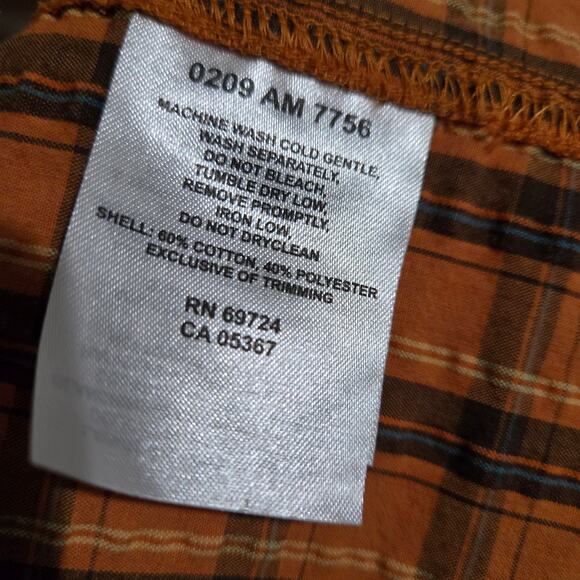 0209 AM 7756
MACHINE WASH COLD GENTLE,
WASH SEPARATELY,
DO NOT BLEACH,
TUMBLE DRY LOW,
REMOVE PROMPTLY,
IRON LOW,
DO NOT DRYCLEAN
SHELL: 60% COTTON, 40% POLYESTER
EXCLUSIVE OF TRIMMING
RN 69724
CA 05367